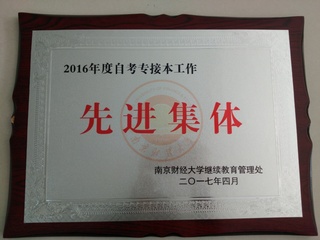 2016年度自考专接本工作
先进集体
南京财经大学继续教育管理处
二〇一七年四月